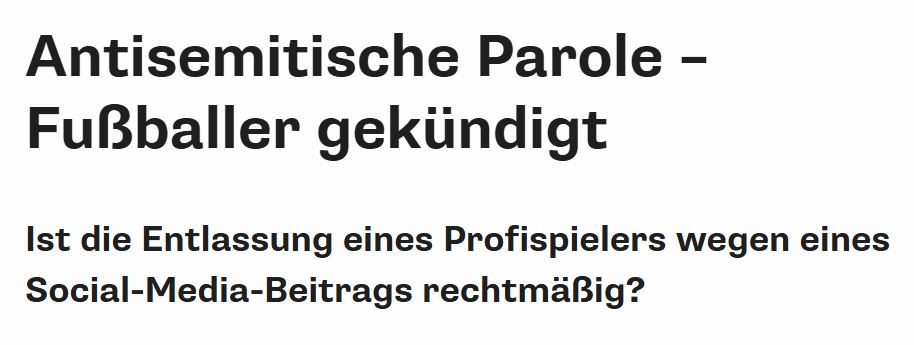 Antisemitische Parole –
Fußballer gekündigt
Ist die Entlassung eines Profispielers wegen eines
Social-Media-Beitrags rechtmäßig?